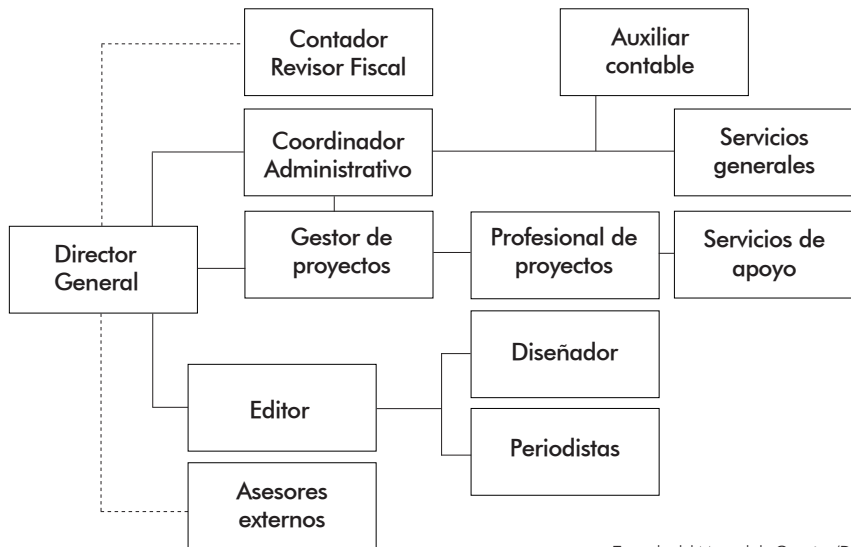 Contador
Revisor Fiscal
Auxiliar
contable
Coordinador
Administrativo
Servicios
generales
Director
General
Gestor de
proyectos
Profesional de
proyectos
Servicios de
apoyo
Editor
Diseñador
Periodistas
Asesores
externos